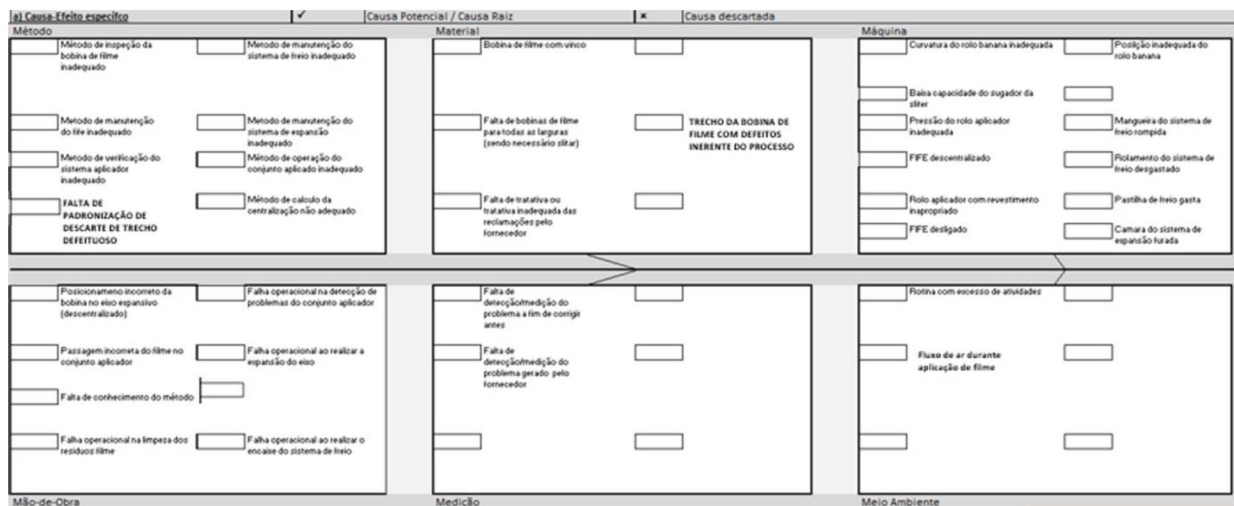 a) Causa-Efeito específco
✓
Causa Potencial / Causa Raiz
×
Causa descartada
Método
Método de inspeção da
bobina de filme
inadequado
Metodo de manutenção do
sistema de freio inadequado
Metodo de manutenção
do fife inadequado
Metodo de manutenção do
sistema de expansão
inadequado
Metodo de verificação do
sistema aplicador
inadequado
Método de operação do
conjunto aplicado inadequado
FALTA DE
PADRONIZAÇÃO DE
DESCARTE DE TRECHO
DEFEITUOSO
Método de calculo da
centralização não adequado
Material
Bobina de filme com vinco
Falta de bobinas de filme
para todas as larguras
(sendo necessário slitar)
TRECHO DA BOBINA DE
FILME COM DEFEITOS
INERENTE DO PROCESSO
Falta de tratativa ou
tratativa inadequada das
reclamações pelo
fornecedor
Máquina
Curvatura do rolo banana inadequada
Posilção inadequada do
rolo banana
Baixa capacidade do sugador da
sliter
Pressão do rolo aplicador
inadequada
Mangueira do sistema de
freio rompida
FIFE descentralizado
Rolamento do sistema de
freio desgastado
Rolo aplicador com revestimento
inapropriado
Pastilha de freio gasta
FIFE desligado
Camara do sistema de
expansão furada
Posicionameno incorreto da
bobina no eixo expansivo
(descentralizado)
Falha operacional na detecção de
problemas do conjunto aplicador
Passagem incorreta do filme no
conjunto aplicador
Falha operacional ao realizar a
expansão do eixo
Falta de conhecimento do método
Falha operacional na limpeza dos
residuos filme
Falha operacional ao realizar o
encaixe do sistema de freio
Mão-de-Obra
Falta de
detecção/medição do
problema a fim de corrigir
antes
Falta de
detecção/medição do
problema gerado pelo
fornecedor
Medição
Rotina com escesso de atividades
Fluxo de ar durante
aplicação de filme
Meio Ambiente